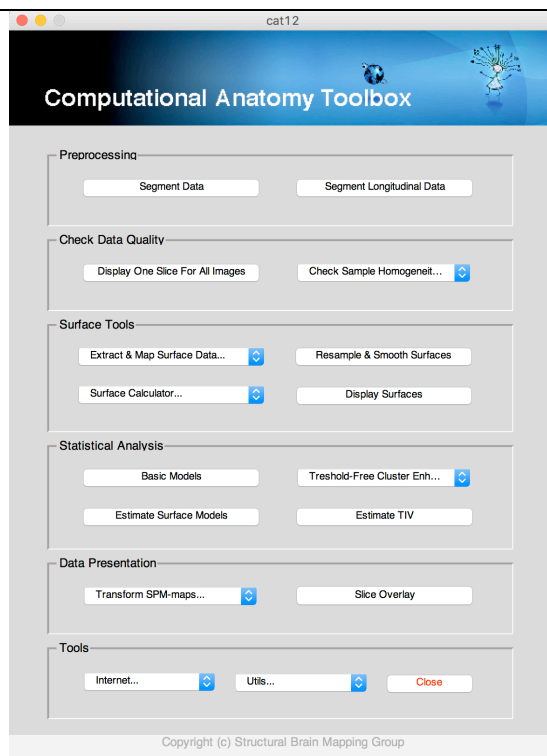 cat12
Computational Anatomy Toolbox
Preprocessing
Segment Data
Segment Longitudinal Data
Check Data Quality
Display One Slice For All Images
Check Sample Homogeneit...
Surface Tools
Extract & Map Surface Data...
Resample & Smooth Surfaces
Surface Calculator...
Display Surfaces
Statistical Analysis
Basic Models
Treshold-Free Cluster Enh...
Estimate Surface Models
Estimate TIV
Data Presentation
Transform SPM-maps...
Slice Overlay
Tools
Internet...
Utils...
Close
Copyright (c) Structural Brain Mapping Group